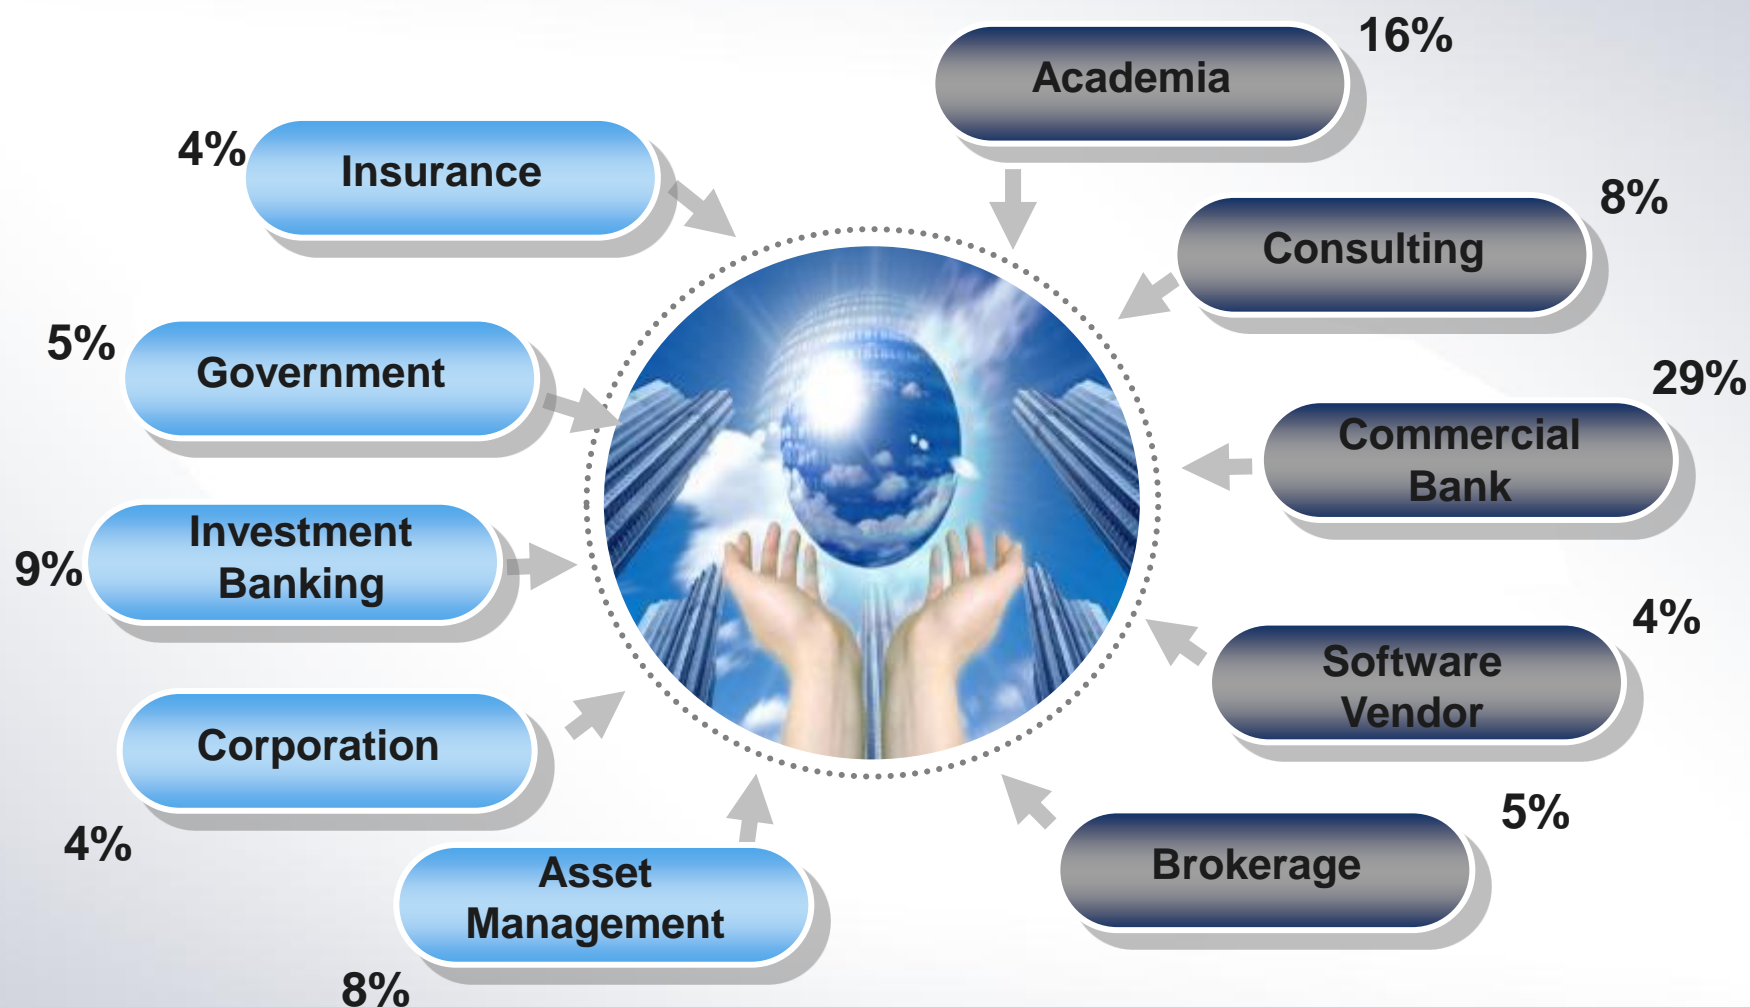 16%
Academia
4%
Insurance
8%
Consulting
5%
Government
29%
Commercial
Bank
9%
Investment
Banking
4%
Software
Vendor
Corporation
4%
5%
Brokerage
Asset
Management
8%